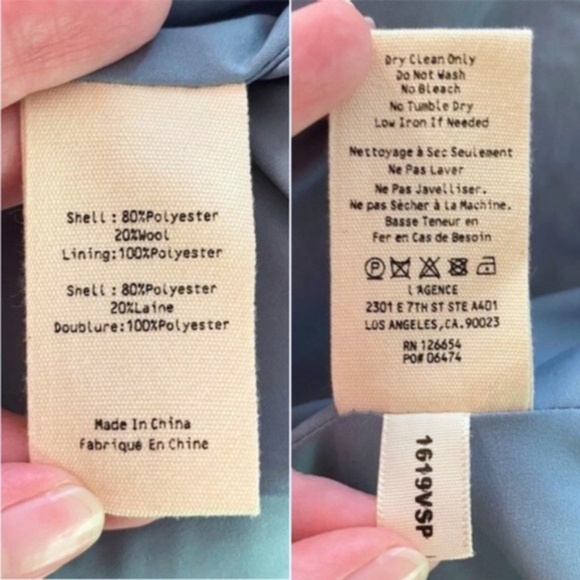 Shell : 80%Polyester
20%Wool
Lining:100%Polyester
Shell : 80%Polyester
20%Laine
Doublure:100%Polyester
Made In China
Fabriqué En Chine
Dry Clean Only
Do Not Wash
No Bleach
No Tumble Dry
Low Iron If Needed
Nettoyage à Sec Seulement
Ne Pas Laver
Ne Pas Javelliser.
Ne pas Sècher à la Machine.
Basse Teneur en
Fer en Cas de Besoin
P
L'AGENCE
2301 E 7TH ST STE A401
LOS ANGELES,CA.90023
RN 126654
PO# 06474
1619VSP